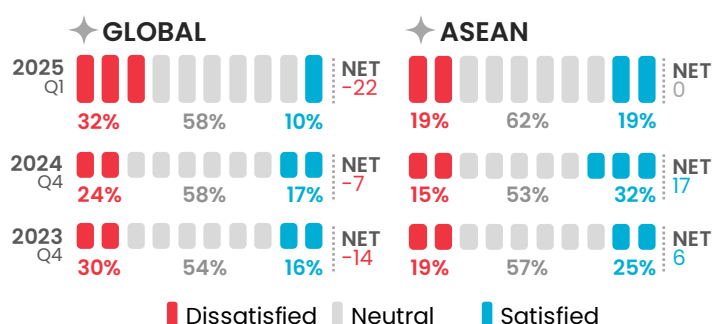 GLOBAL
ASEAN
2025
Q1
NET
-22
NET
0
32% 58% 10%
19% 62% 19%
2024
Q4
NET
-7
NET
17
24% 58% 17%
15% 53% 32%
2023
Q4
NET
-14
NET
6
30% 54% 16%
19% 57% 25%
Dissatisfied Neutral Satisfied